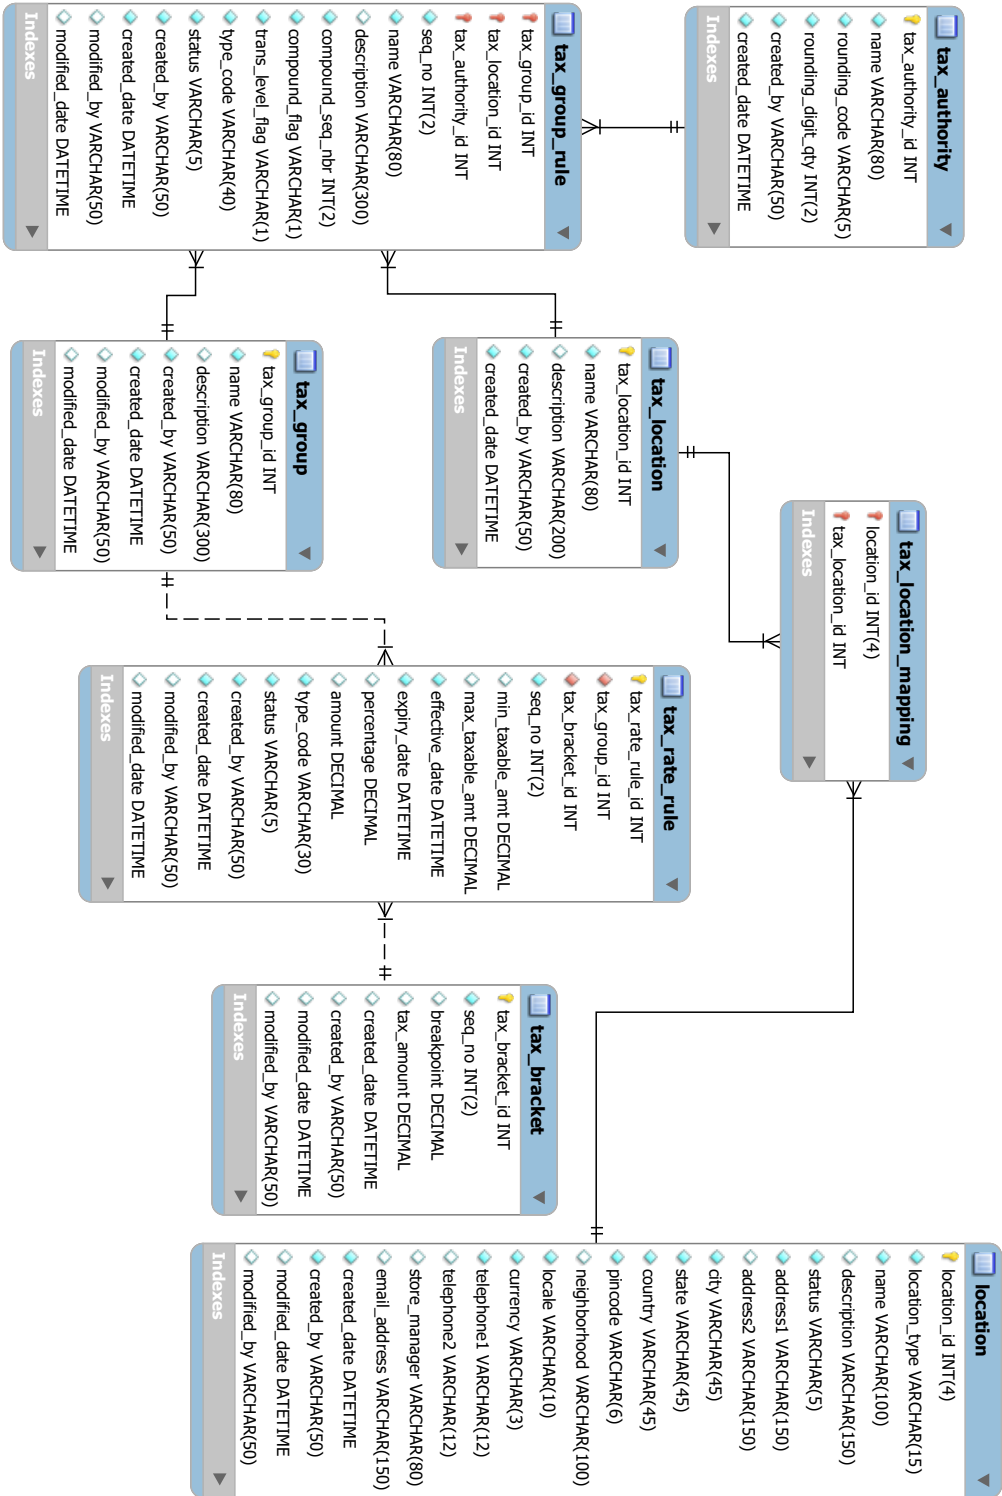 tax_authority
tax_authority_id INT
name VARCHAR(80)
rounding_code VARCHAR(5)
rounding_digit_qty INT(2)
created_by VARCHAR(50)
created_date DATETIME
Indexes
tax_group_rule
tax_group_id INT
tax_location_id INT
tax_authority_id INT
seq_no INT(2)
name VARCHAR(80)
description VARCHAR(300)
compound_seq_nbr INT(2)
compound_flag VARCHAR(1)
trans_level_flag VARCHAR(1)
type_code VARCHAR(40)
status VARCHAR(5)
created_by VARCHAR(50)
created_date DATETIME
modified_by VARCHAR(50)
modified_date DATETIME
Indexes
tax_location
tax_location_id INT
name VARCHAR(80)
description VARCHAR(200)
created_by VARCHAR(50)
created_date DATETIME
Indexes
tax_group
tax_group_id INT
name VARCHAR(80)
description VARCHAR(300)
created_by VARCHAR(50)
created_date DATETIME
modified_by VARCHAR(50)
modified_date DATETIME
Indexes
tax_location_mapping
location_id INT(4)
tax_location_id INT
Indexes
tax_rate_rule
tax_rate_rule_id INT
tax_group_id INT
tax_bracket_id INT
seq_no INT(2)
min_taxable_amt DECIMAL
max_taxable_amt DECIMAL
effective_date DATETIME
expiry_date DATETIME
percentage DECIMAL
amount DECIMAL
type_code VARCHAR(30)
status VARCHAR(5)
created_by VARCHAR(50)
created_date DATETIME
modified_by VARCHAR(50)
modified_date DATETIME
Indexes
tax_bracket
tax_bracket_id INT
seq_no INT(2)
breakpoint DECIMAL
tax_amount DECIMAL
created_date DATETIME
created_by VARCHAR(50)
modified_date DATETIME
modified_by VARCHAR(50)
Indexes
location
location_id INT(4)
location_type VARCHAR(15)
name VARCHAR(100)
description VARCHAR(150)
status VARCHAR(5)
address1 VARCHAR(150)
address2 VARCHAR(150)
city VARCHAR(45)
state VARCHAR(45)
country VARCHAR(45)
pincode VARCHAR(6)
neighborhood VARCHAR(100)
locale VARCHAR(10)
currency VARCHAR(3)
telephone1 VARCHAR(12)
telephone2 VARCHAR(12)
store_manager VARCHAR(80)
email_address VARCHAR(150)
created_date DATETIME
created_by VARCHAR(50)
modified_date DATETIME
modified_by VARCHAR(50)
Indexes